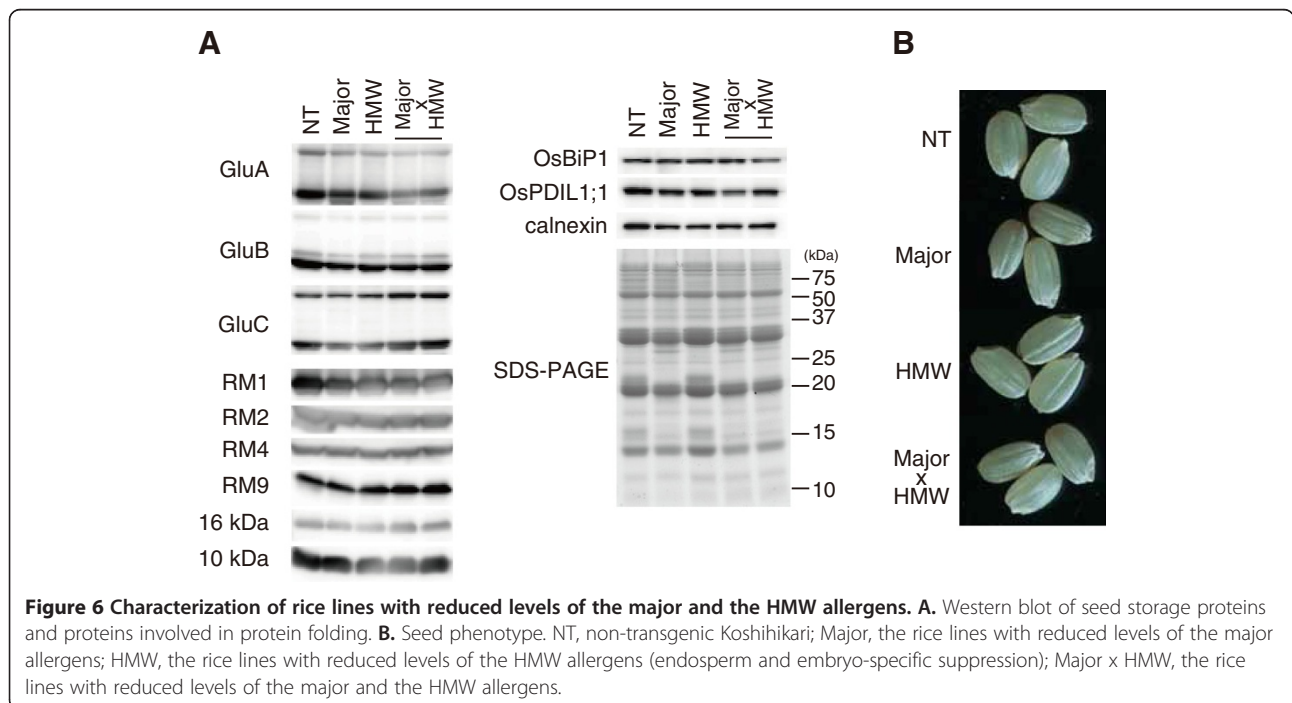 A
B
NT
Major
HMW
Major
x
HMW
GluA
GluB
GluC
RM1
RM2
RM4
RM9
16 kDa
10 kDa
NT
Major
HMW
Major
x
HMW
OsBiP1
OsPDIL1;1
calnexin
SDS-PAGE
(kDa)
75
50
37
25
20
15
10
NT
Major
HMW
Major
x
HMW
Figure 6 Characterization of rice lines with reduced levels of the major and the HMW allergens. A. Western blot of seed storage proteins
and proteins involved in protein folding. B. Seed phenotype. NT, non-transgenic Koshihikari; Major, the rice lines with reduced levels of the major
allergens; HMW, the rice lines with reduced levels of the HMW allergens (endosperm and embryo-specific suppression); Major x HMW, the rice
lines with reduced levels of the major and the HMW allergens.